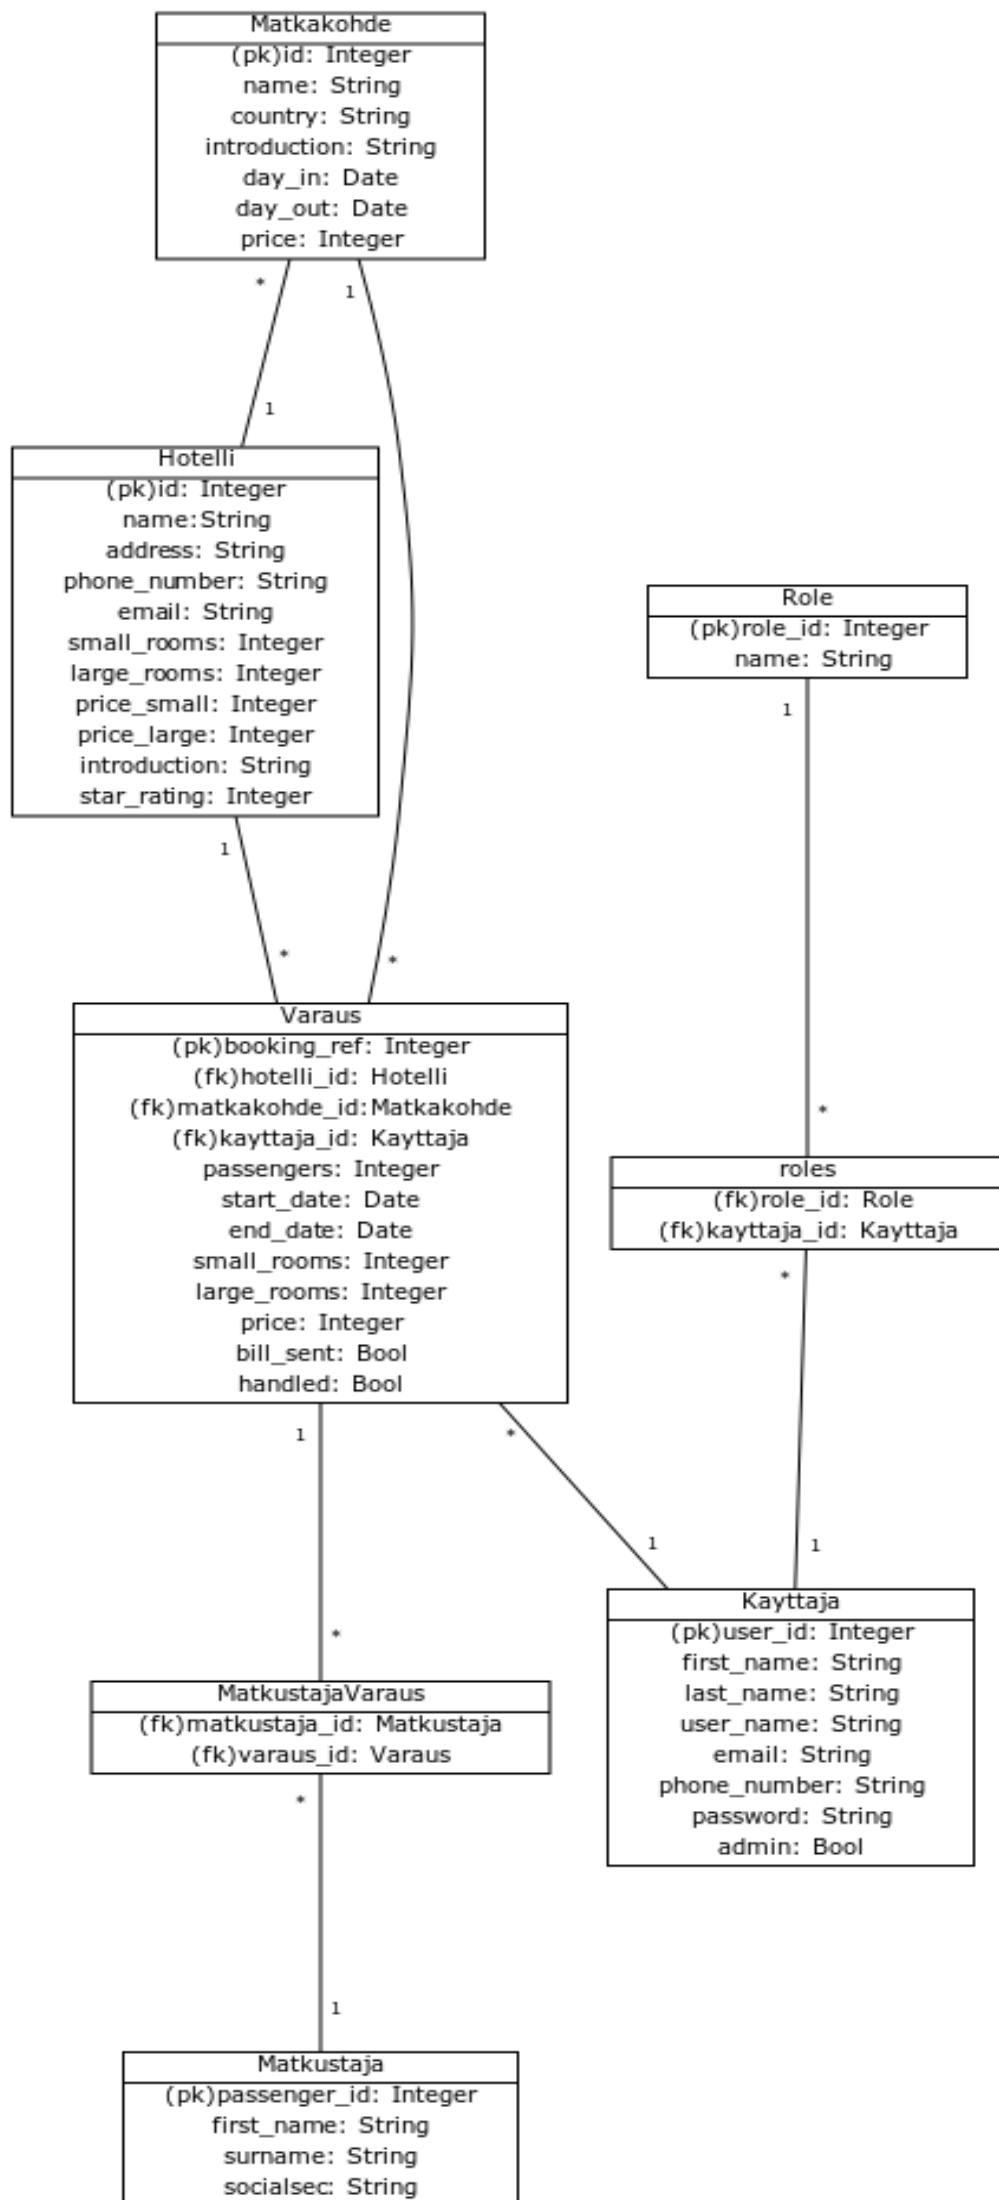 Matkakohde
(pk)id: Integer
name: String
country: String
introduction: String
day_in: Date
day_out: Date
price: Integer
* 1
1
Hotelli
(pk)id: Integer
name:String
address: String
phone_number: String
email: String
small_rooms: Integer
large_rooms: Integer
price_small: Integer
price_large: Integer
introduction: String
star_rating: Integer
Role
(pk)role_id: Integer
name: String
1
1
* *
Varaus
(pk)booking_ref: Integer
(fk)hotelli_id: Hotelli
(fk)matkakohde_id:Matkakohde
(fk)kayttaja_id: Kayttaja
passengers: Integer
start_date: Date
end_date: Date
small_rooms: Integer
large_rooms: Integer
price: Integer
bill_sent: Bool
handled: Bool
*
roles
(fk)role_id: Role
(fk)kayttaja_id: Kayttaja
*
1 *
1 1
Kayttaja
(pk)user_id: Integer
first_name: String
last_name: String
user_name: String
email: String
phone_number: String
password: String
admin: Bool
*
MatkustajaVaraus
(fk)matkustaja_id: Matkustaja
(fk)varaus_id: Varaus
*
1
Matkustaja
(pk)passenger_id: Integer
first_name: String
surname: String
socialsec: String